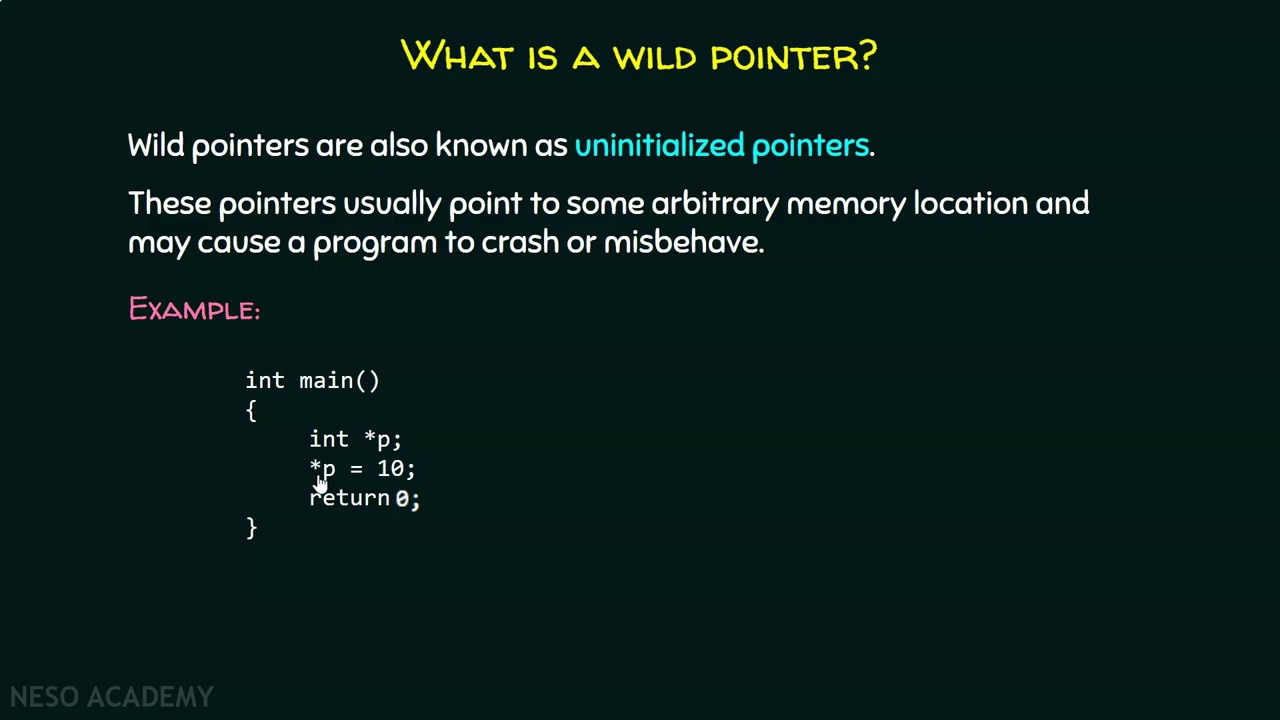 WHAT IS A WILD POINTER?
Wild pointers are also known as uninitialized pointers.
These pointers usually point to some arbitrary memory location and
may cause a program to crash or misbehave.
EXAMPLE:
int main()
{
int *p;
*p = 10;
return 0;
}
NESO ACADEMY